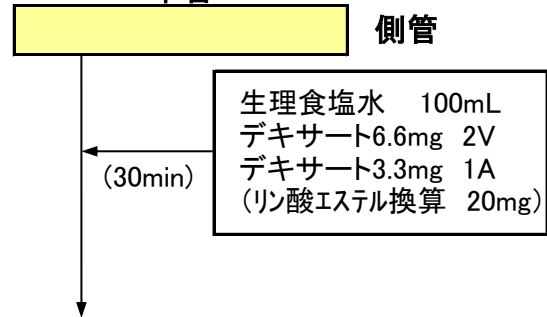 側管
生理食塩水　100mL
デキサート6.6mg 2V
デキサート3.3mg 1A
(リン酸エステル換算 20mg)
(30min)